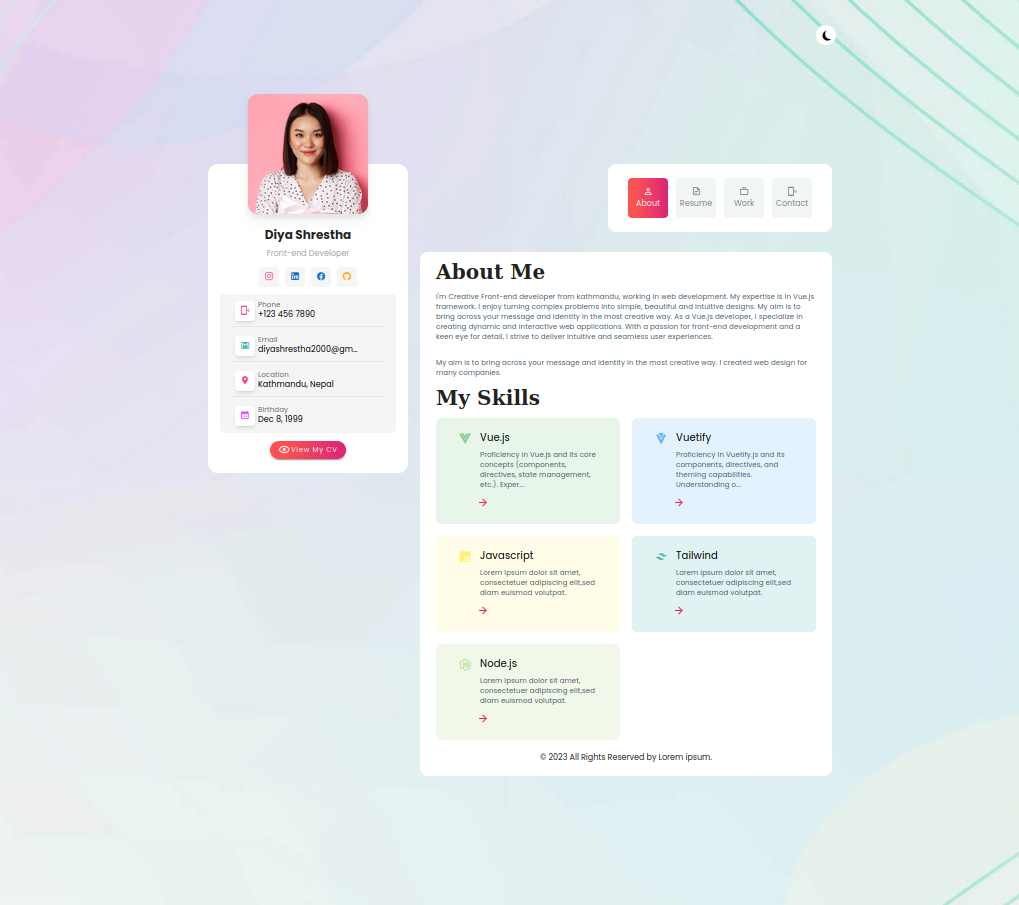 Diya Shrestha
Front-end Developer
Phone
+123 456 7890
Email
diyashrestha2000@gm...
Location
Kathmandu, Nepal
Birthday
Dec 8, 1999
View My CV
About
Resume
Work
Contact
About Me
I'm Creative Front-end developer from kathmandu, working in web development. My expertise is in Vue.js
framework. I enjoy turning complex problems into simple, beautiful and intuitive designs. My aim is to
bring across your message and identity in the most creative way. As a Vue.js developer, I specialize in
creating dynamic and interactive web applications. With a passion for front-end development and a
keen eye for detail, I strive to deliver intuitive and seamless user experiences.
My aim is to bring across your message and identity in the most creative way. I created web design for
many companies.
My Skills
Vue.js
Proficiency in Vue.js and its core
concepts (components,
directives, state management,
etc.). Exper...
Vuetify
Proficiency in Vuetify.js and its
components, directives, and
theming capabilities.
Understanding o...
Javascript
Lorem ipsum dolor sit amet,
consectetuer adipiscing elit,sed
diam euismod volutpat.
Tailwind
Lorem ipsum dolor sit amet,
consectetuer adipiscing elit,sed
diam euismod volutpat.
Node.js
Lorem ipsum dolor sit amet,
consectetuer adipiscing elit,sed
diam euismod volutpat.
© 2023 All Rights Reserved by Lorem ipsum.